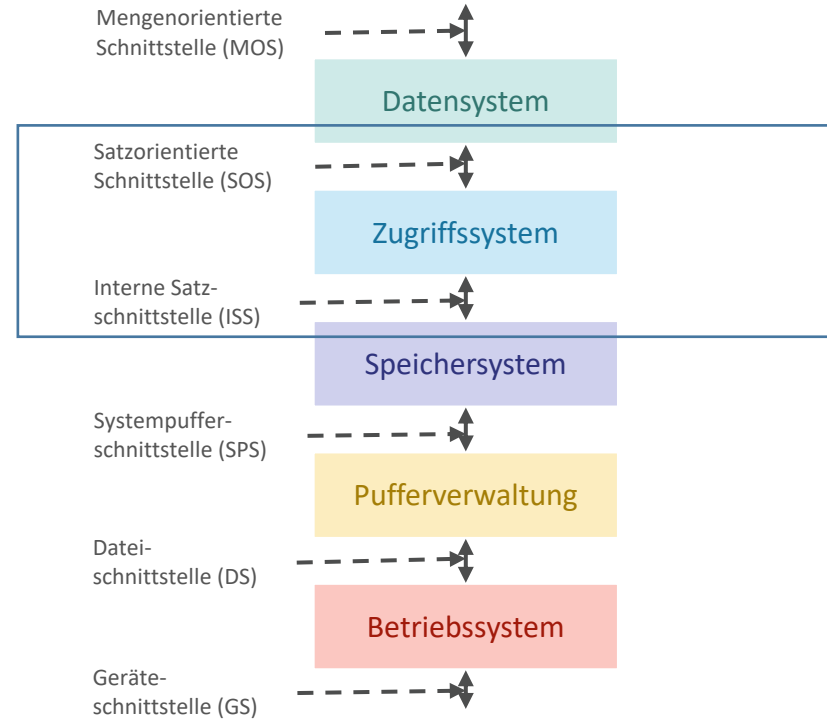 Mengenorientierte
Schnittstelle (MOS)
Datensystem
Satzorientierte
Schnittstelle (SOS)
Zugriffssystem
Interne Satz-
schnittstelle (ISS)
Speichersystem
Systempuffer-
schnittstelle (SPS)
Pufferverwaltung
Datei-
schnittstelle (DS)
Betriebssystem
Geräte-
schnittstelle (GS)